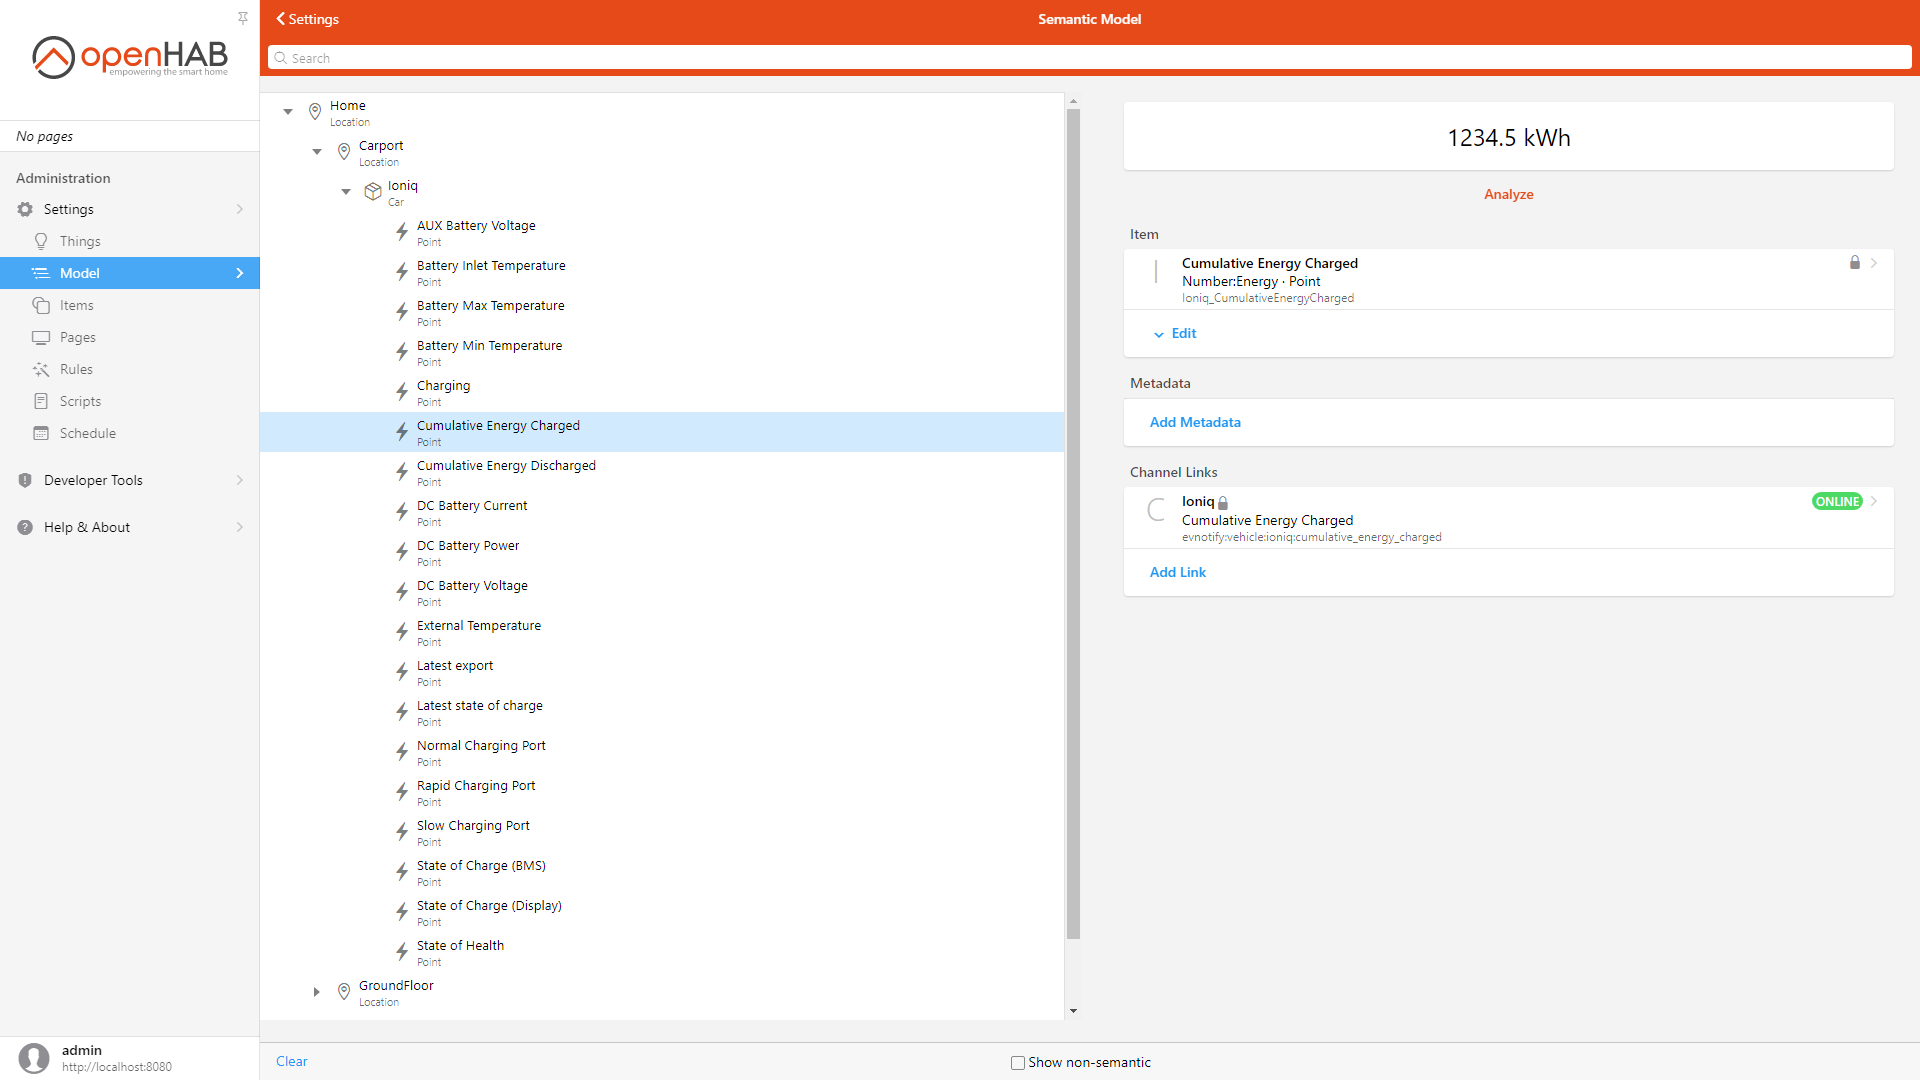 openHAB
empowering the smart home
No pages
Administration
Settings
Things
Model
Items
Pages
Rules
Scripts
Schedule
Developer Tools
Help & About
admin
http://localhost:8080
Settings
Semantic Model
Search
Home
Location
Carport
Location
Ioniq
Car
AUX Battery Voltage
Point
Battery Inlet Temperature
Point
Battery Max Temperature
Point
Battery Min Temperature
Point
Charging
Point
Cumulative Energy Charged
Point
Cumulative Energy Discharged
Point
DC Battery Current
Point
DC Battery Power
Point
DC Battery Voltage
Point
External Temperature
Point
Latest export
Point
Latest state of charge
Point
Normal Charging Port
Point
Rapid Charging Port
Point
Slow Charging Port
Point
State of Charge (BMS)
Point
State of Charge (Display)
Point
State of Health
Point
GroundFloor
Location
Clear
Show non-semantic
1234.5 kWh
Analyze
Item
I
Cumulative Energy Charged
Number:Energy · Point
Ioniq_CumulativeEnergyCharged
Edit
Metadata
Add Metadata
Channel Links
C
Ioniq
ONLINE
Cumulative Energy Charged
evnotify:vehicle:ioniq:cumulative_energy_charged
Add Link